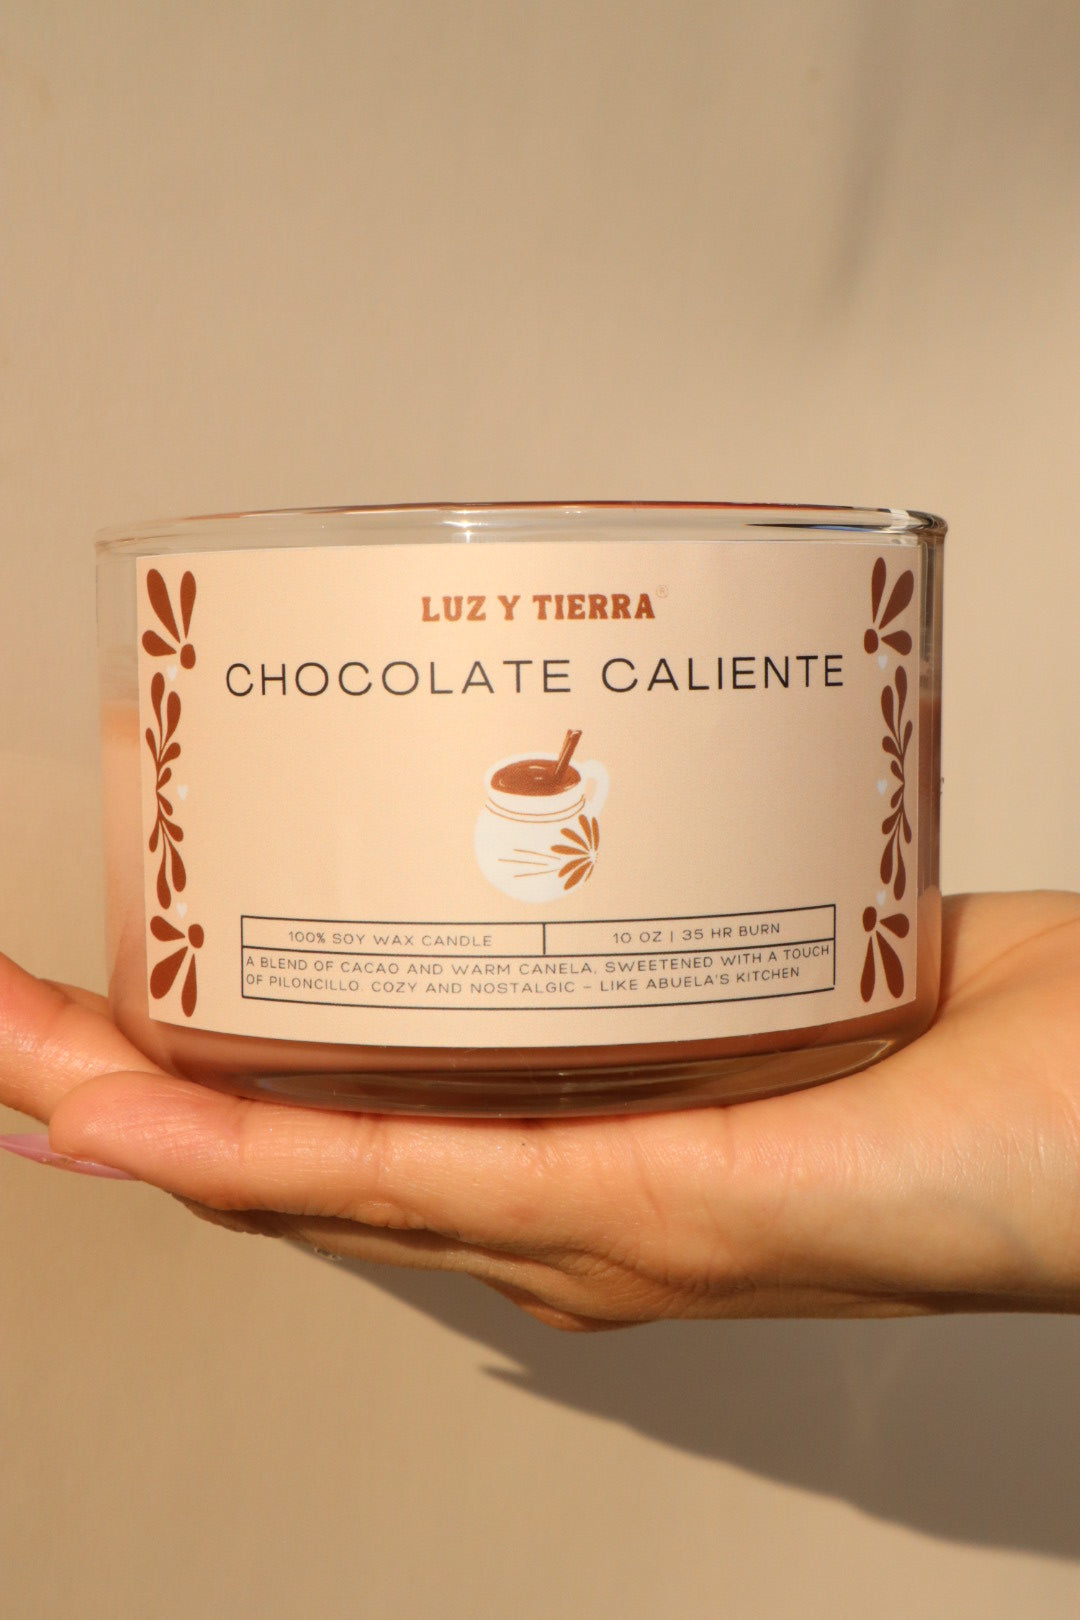 LUZ Y TIERRA®
CHOCOLATE CALIENTE
100% SOY WAX CANDLE
10 OZ | 35 HR BURN
A BLEND OF CACAO AND WARM CANELA, SWEETENED WITH A TOUCH
OF PILONCILLO. COZY AND NOSTALGIC – LIKE ABUELA'S KITCHEN